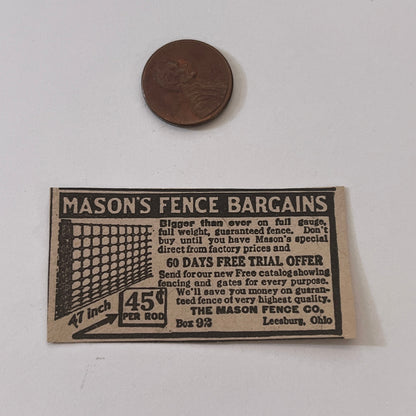 MASON'S FENCE BARGAINS
Bigger than ever on full gauge,
full weight, guaranteed fence. Don't
buy until you have Mason's special
direct from factory prices and
60 DAYS FREE TRIAL OFFER
Send for our new Free catalog showing
fencing and gates for every purpose.
We'll save you money on guaran-
teed fence of very highest quality.
THE MASON FENCE CO.
Box 92 Leesburg, Ohio
47 inch
45¢
PER ROD